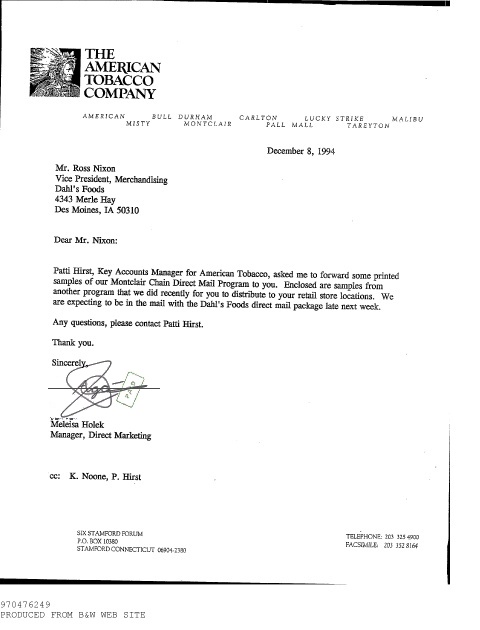 THE
AMERICAN
TOBACCO
COMPANY
AMERICAN BULL DURHAM CARLTON LUCKY STRIKE MALIBU
MISTY MONTCLAIR PALL MALL TAREYTON
December 8, 1994
Mr. Ross Nixon
Vice President, Merchandising
Dahl's Foods
4343 Merle Hay
Des Moines, IA 50310
Dear Mr. Nixon:
Patti Hirst, Key Accounts Manager for American Tobacco, asked me to forward some printed
samples of our Montclair Chain Direct Mail Program to you. Enclosed are samples from
another program that we did recently for you to distribute to your retail store locations. We
are expecting to be in the mail with the Dahl's Foods direct mail package late next week.
Any questions, please contact Patti Hirst.
Thank you.
Sincerely,
Meleisa Holek
Manager, Direct Marketing
cc: K. Noone, P. Hirst
SIX STAMFORD FORUM
P.O. BOX 10380
STAMFORD CONNECTICUT 06904-2380
TELEPHONE: 203 325 4900
FACSIMILE: 203 352 8164
970476249
PRODUCED FROM B&W WEB SITE